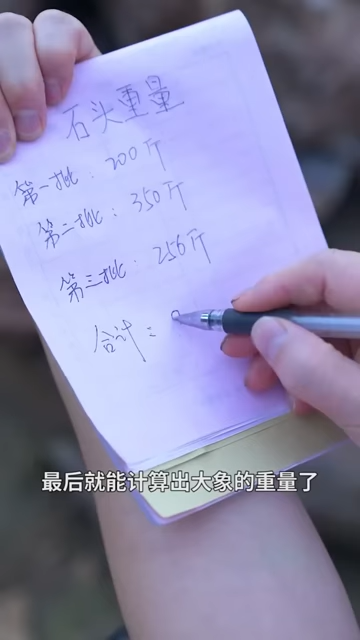 石头重量
第一批：200斤
第二批：350斤
第三批：256斤
合计：
最后就能计算出大象的重量了